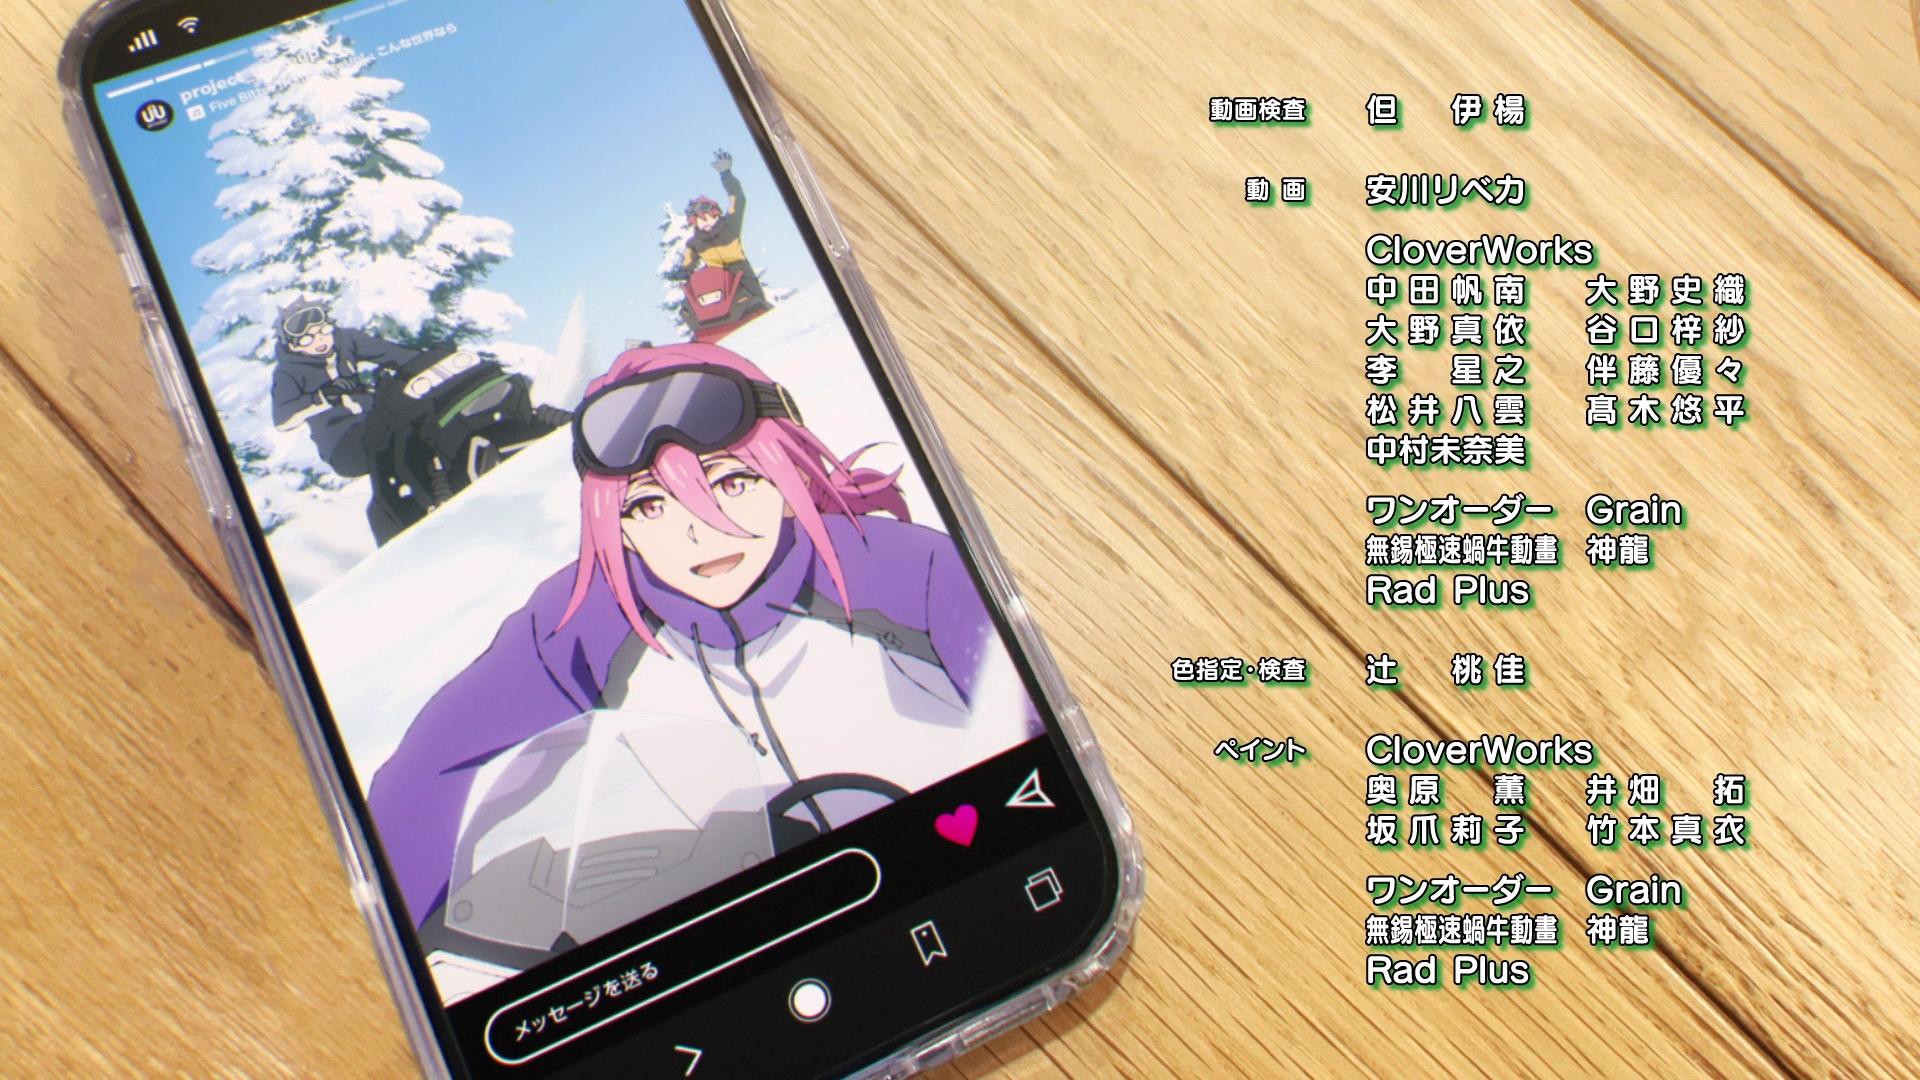 project
Five Bit こんな世界なら
メッセージを送る
動画検査 但 伊楊
動画 安川リベカ
CloverWorks
中田帆南 大野史織
大野真依 谷口梓紗
李 星之 伴藤優々
松井八雲 髙木悠平
中村未奈美
ワンオーダー Grain
無錫極速蝸牛動畫 神龍
Rad Plus
色指定・検査 辻 桃佳
ペイント CloverWorks
奥原 薫 井畑 拓
坂爪莉子 竹本真衣
ワンオーダー Grain
無錫極速蝸牛動畫 神龍
Rad Plus